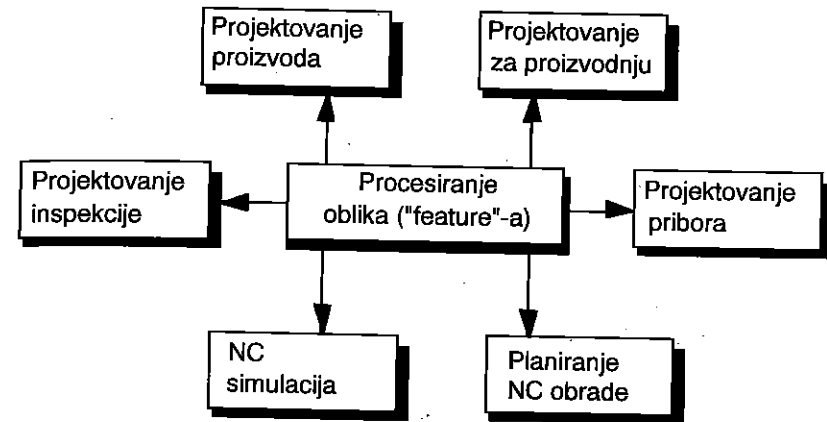 Projektovanje
proizvoda
Projektovanje
za proizvodnju
Projektovanje
inspekcije
Procesiranje
oblika ("feature"-a)
Projektovanje
pribora
NC
simulacija
Planiranje
NC obrade